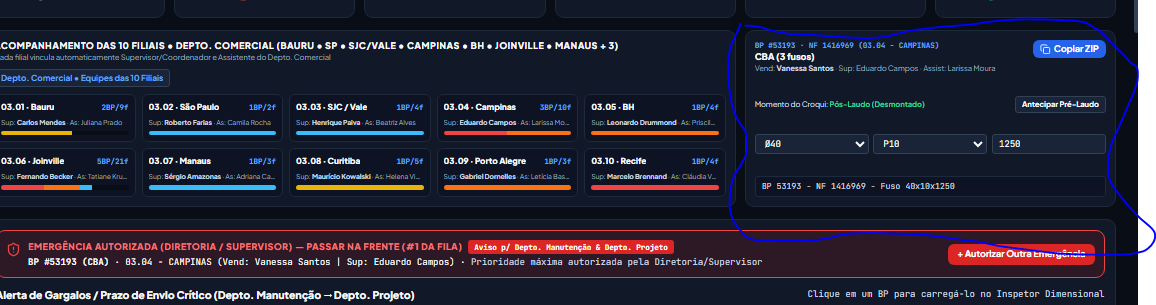 COMPANHAMENTO DAS 10 FILIAIS • DEPTO. COMERCIAL (BAURU • SP • SJC/VALE • CAMPINAS • BH • JOINVILLE • MANAUS + 3)
ada filial vincula automaticamente Supervisor/Coordenador e Assistente do Depto. Comercial
Depto. Comercial • Equipes das 10 Filiais
03.01 · Bauru 2BP/9f
Sup: Carlos Mendes · As: Juliana Prado
03.02 · São Paulo 1BP/2f
Sup: Roberto Farias · As: Camila Rocha
03.03 · SJC / Vale 1BP/4f
Sup: Henrique Paiva · As: Beatriz Alves
03.04 · Campinas 3BP/10f
Sup: Eduardo Campos · As: Larissa Mo...
03.05 · BH 1BP/4f
Sup: Leonardo Drummond · As: Priscil...
03.06 · Joinville 5BP/21f
Sup: Fernando Becker · As: Tatiane Kru...
03.07 · Manaus 1BP/3f
Sup: Sérgio Amazonas · As: Adriana Ca...
03.08 · Curitiba 1BP/5f
Sup: Maurício Kowalski · As: Helena Vi...
03.09 · Porto Alegre 1BP/3f
Sup: Gabriel Dornelles · As: Letícia Bas...
03.10 · Recife 1BP/4f
Sup: Marcelo Brennand · As: Cláudia V...
BP #53193 · NF 1416969 (03.04 - CAMPINAS)
CBA (3 fusos)
Vend: Vanessa Santos · Sup: Eduardo Campos · Assist: Larissa Moura
Copiar ZIP
Momento do Croqui: Pós-Laudo (Desmontado)
Antecipar Pré-Laudo
Ø40
P10
1250
BP 53193 - NF 1416969 - Fuso 40x10x1250
EMERGÊNCIA AUTORIZADA (DIRETORIA / SUPERVISOR) — PASSAR NA FRENTE (#1 DA FILA) Aviso p/ Depto. Manutenção & Depto. Projeto
BP #53193 (CBA) · 03.04 - CAMPINAS (Vend: Vanessa Santos | Sup: Eduardo Campos) · Prioridade máxima autorizada pela Diretoria/Supervisor
+ Autorizar Outra Emergência
Alerta de Gargalos / Prazo de Envio Crítico (Depto. Manutenção → Depto. Projeto)
Clique em um BP para carregá-lo no Inspetor Dimensional